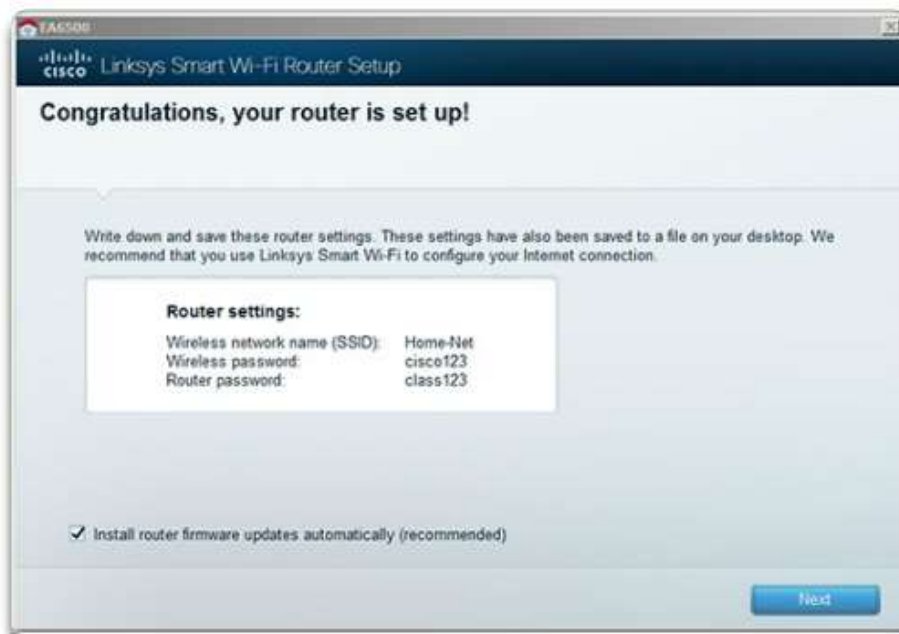 EA6500
cisco Linksys Smart Wi-Fi Router Setup
Congratulations, your router is set up!
Write down and save these router settings. These settings have also been saved to a file on your desktop. We
recommend that you use Linksys Smart Wi-Fi to configure your Internet connection.
Router settings:
Wireless network name (SSID): Home-Net
Wireless password: cisco123
Router password: class123
Install router firmware updates automatically (recommended)
Next